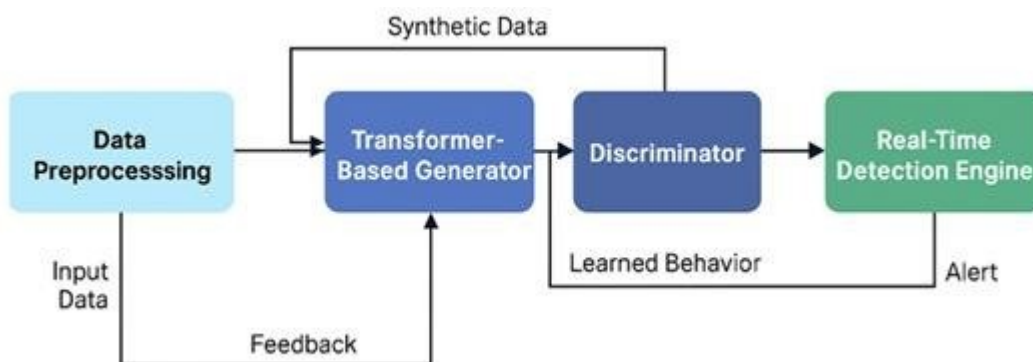 Synthetic Data
Data
Preprocesssing
Transformer-
Based Generator
Discriminator
Real-Time
Detection Engine
Input
Data
Learned Behavior
Alert
Feedback